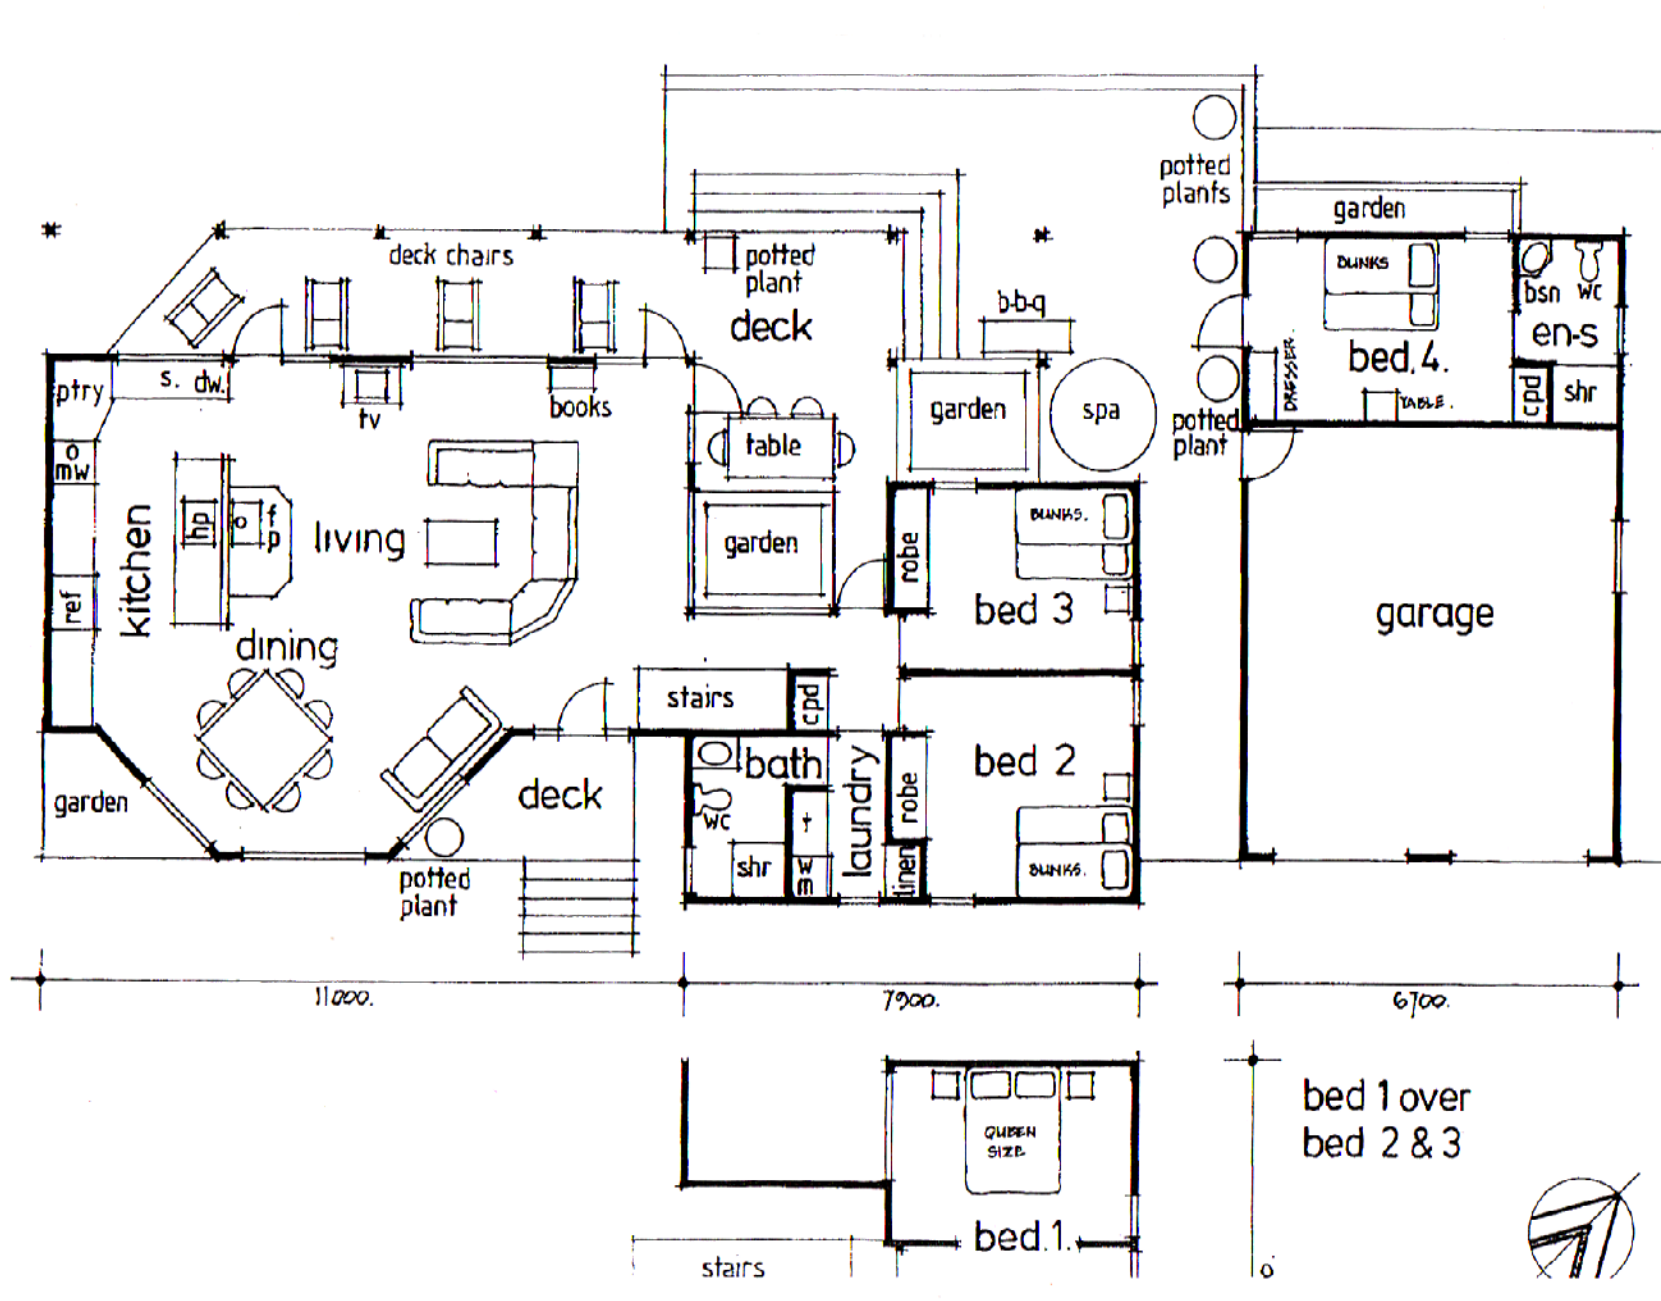 potted
plants
garden
deck chairs
potted
plant
deck
b-b-q
BUNKS
bsn wc
en-s
bed.4.
DRESSER.
TABLE.
cpd
shr
ptry
s. dw.
tv
books
table
garden
spa
potted
plant
o
mw
kitchen
hp
o
f
p
living
garden
robe
BUNKS.
bed 3
garage
ref
dining
stairs
cpd
bath
wc
shr
t
w
m
laundry
robe
linen
bed 2
BUNKS.
garden
deck
potted
plant
11000.
7900.
6700.
QUEEN
SIZE
bed.1.
stairs
bed 1 over
bed 2 & 3
o